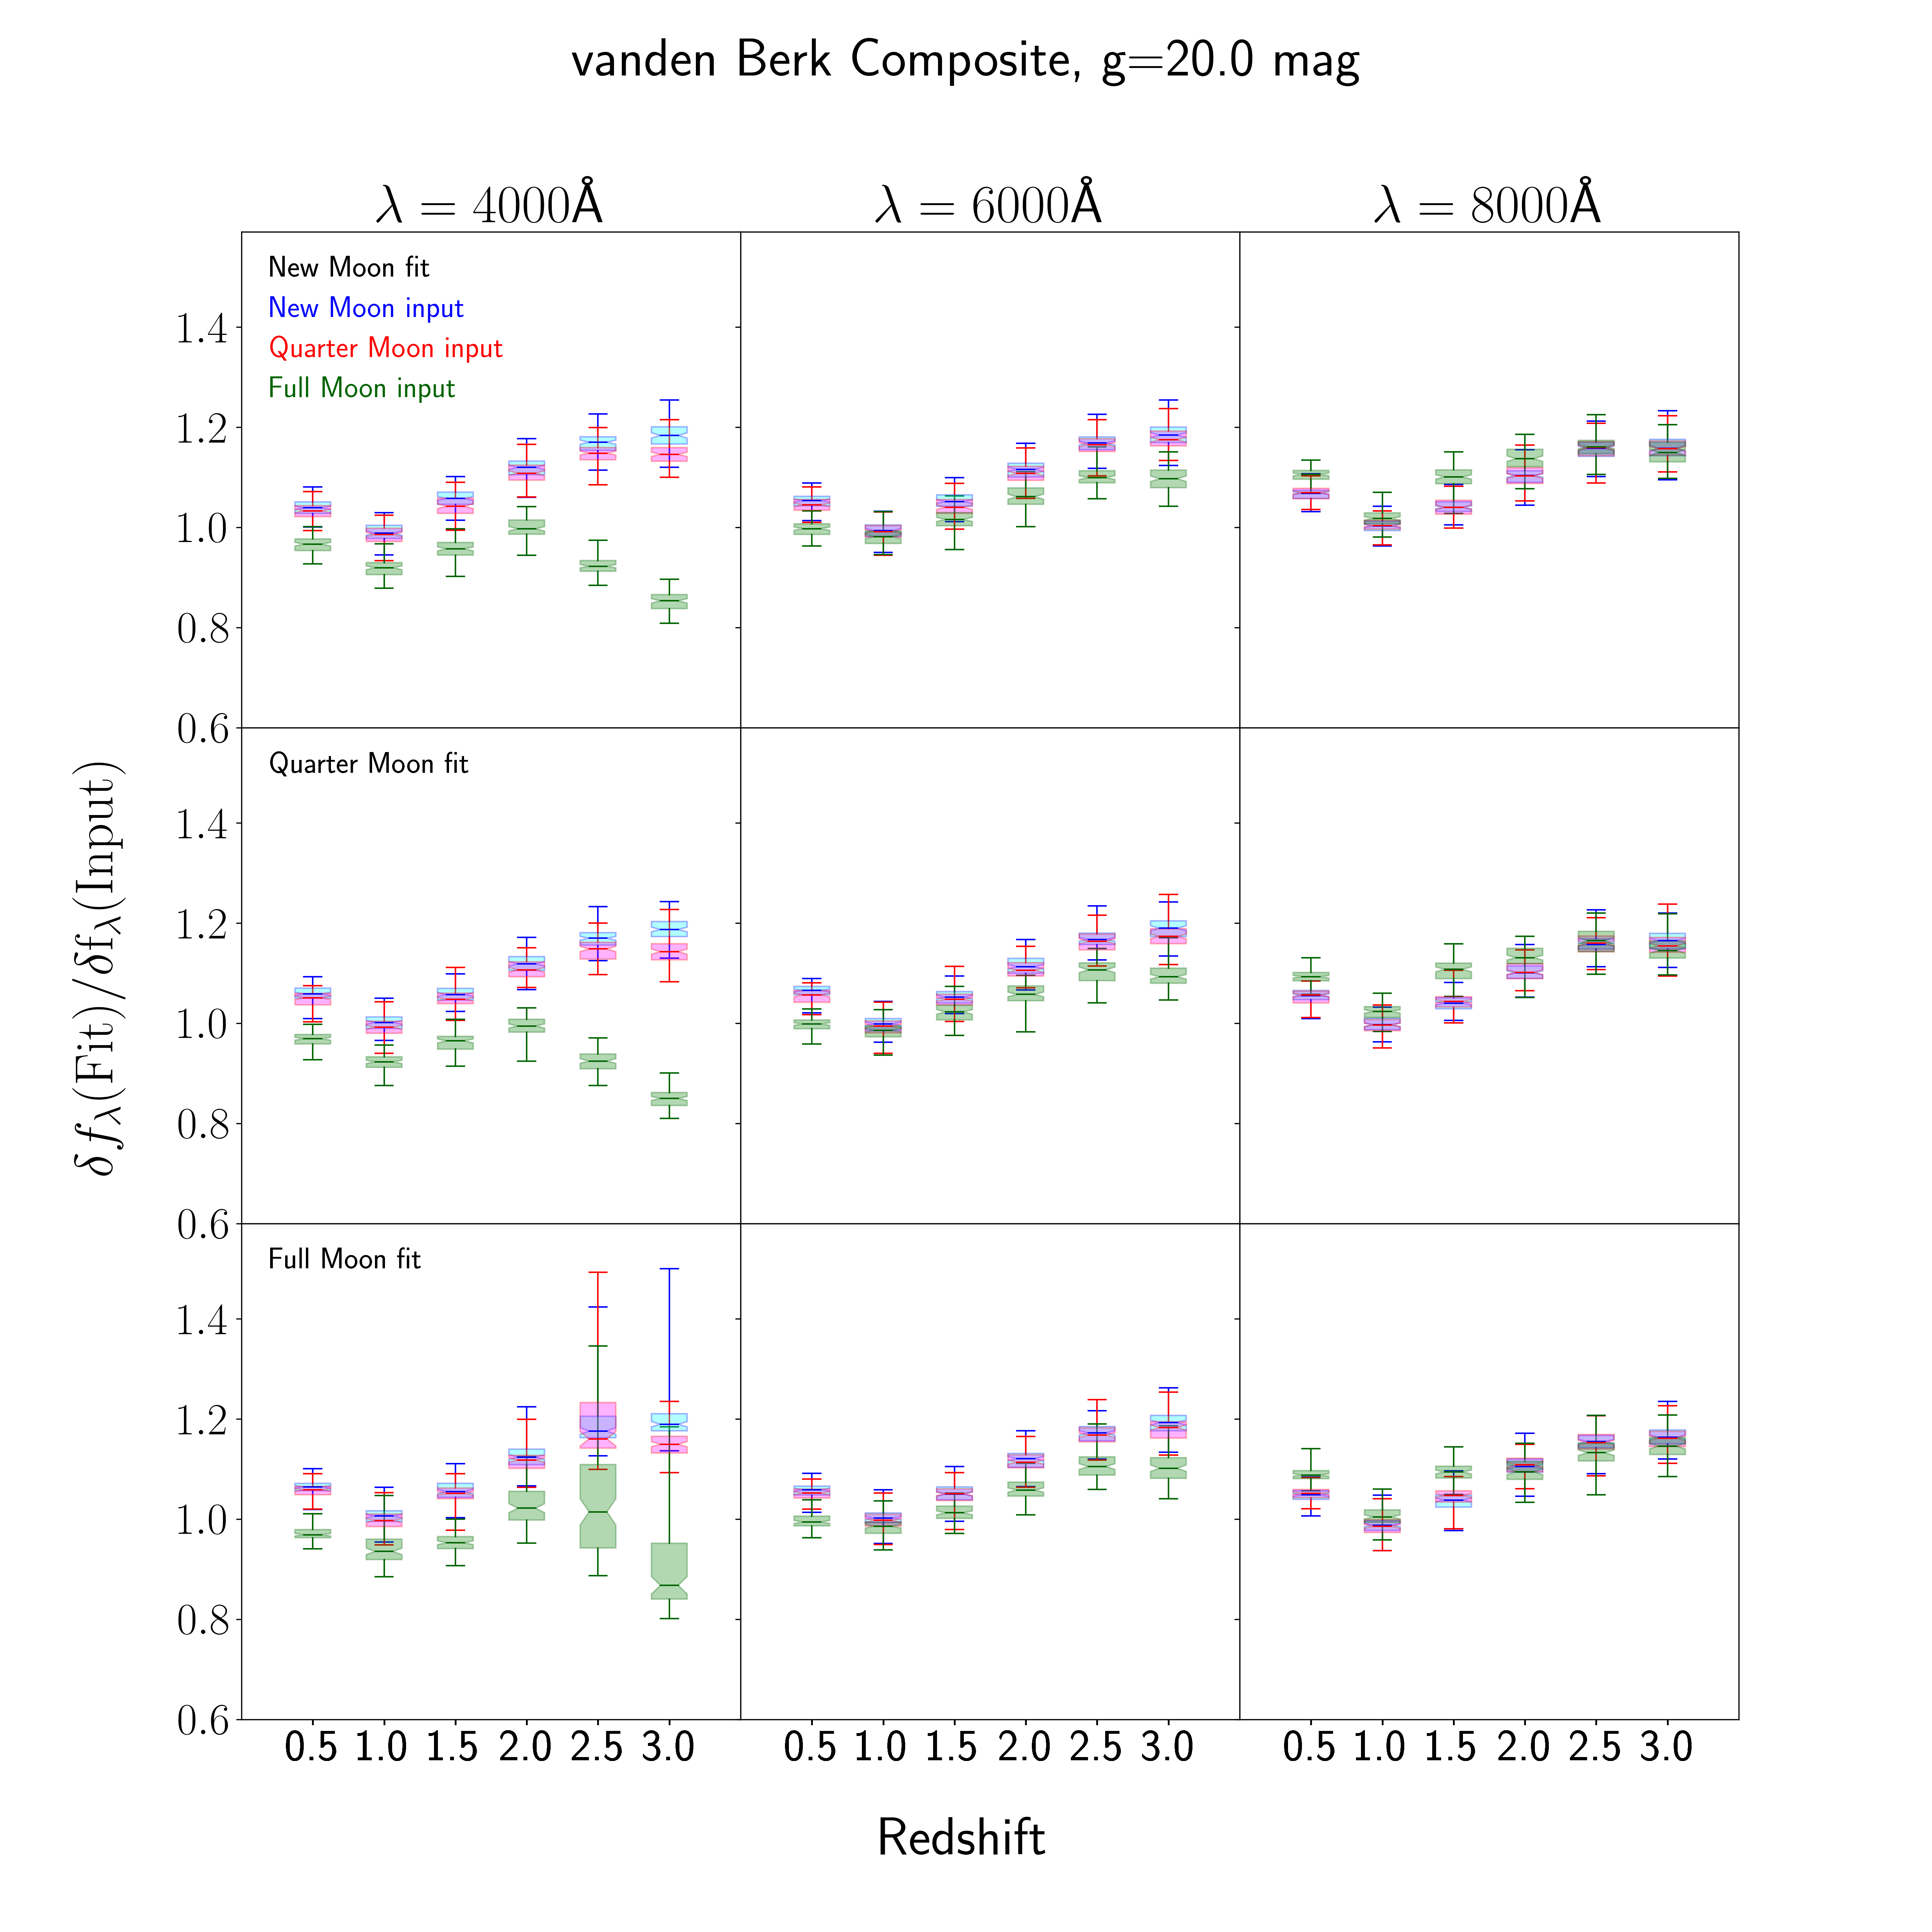 vanden Berk Composite, g=20.0 mag
λ = 4000Å λ = 6000Å λ = 8000Å
New Moon fit
New Moon input
Quarter Moon input
Full Moon input
1.4
1.2
1.0
0.8
0.6
Quarter Moon fit
1.4
1.2
1.0
0.8
0.6
Full Moon fit
1.4
1.2
1.0
0.8
0.6
δf_λ(Fit)/δf_λ(Input)
0.5 1.0 1.5 2.0 2.5 3.0 0.5 1.0 1.5 2.0 2.5 3.0 0.5 1.0 1.5 2.0 2.5 3.0
Redshift